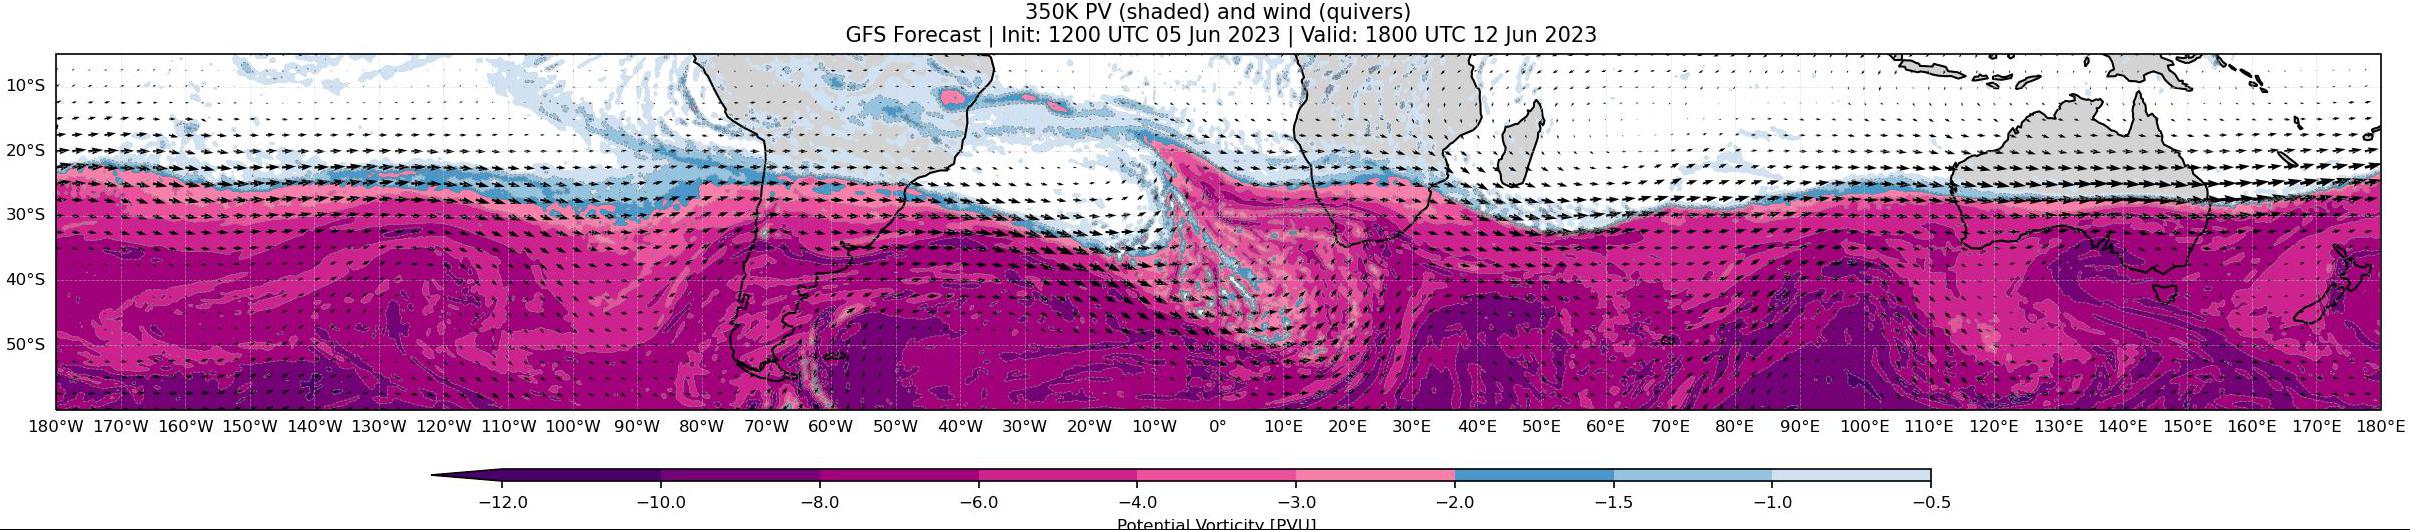 350K PV (shaded) and wind (quivers)
GFS Forecast | Init: 1200 UTC 05 Jun 2023 | Valid: 1800 UTC 12 Jun 2023
10°S
20°S
30°S
40°S
50°S
180°W 170°W 160°W 150°W 140°W 130°W 120°W 110°W 100°W 90°W 80°W 70°W 60°W 50°W 40°W 30°W 20°W 10°W 0° 10°E 20°E 30°E 40°E 50°E 60°E 70°E 80°E 90°E 100°E 110°E 120°E 130°E 140°E 150°E 160°E 170°E 180°E
−12.0 −10.0 −8.0 −6.0 −4.0 −3.0 −2.0 −1.5 −1.0 −0.5
Potential Vorticity [PVU]